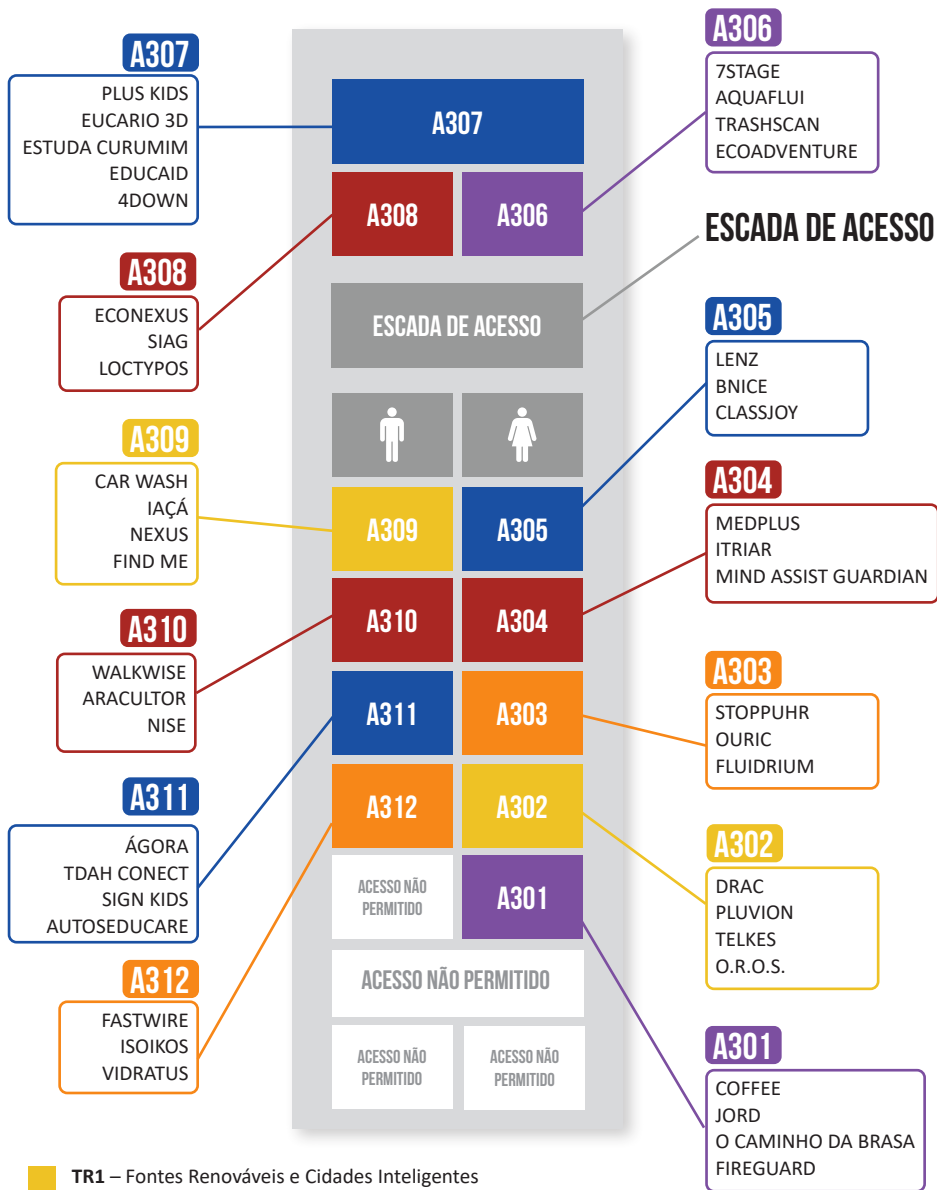 A307
PLUS KIDS
EUCARIO 3D
ESTUDA CURUMIM
EDUCAID
4DOWN
A308
ECONEXUS
SIAG
LOCTYPOS
A309
CAR WASH
IAÇÁ
NEXUS
FIND ME
A310
WALKWISE
ARACULTOR
NISE
A311
ÁGORA
TDAH CONECT
SIGN KIDS
AUTOSEDUCARE
A312
FASTWIRE
ISOIKOS
VIDRATUS
A307
A308
A306
ESCADA DE ACESSO
A309
A305
A310
A304
A311
A303
A312
A302
ACESSO NÃO
PERMITIDO
A301
ACESSO NÃO PERMITIDO
ACESSO NÃO
PERMITIDO
ACESSO NÃO
PERMITIDO
A306
7STAGE
AQUAFLUI
TRASHSCAN
ECOADVENTURE
ESCADA DE ACESSO
A305
LENZ
BNICE
CLASSJOY
A304
MEDPLUS
ITRIAR
MIND ASSIST GUARDIAN
A303
STOPPUHR
OURIC
FLUIDRIUM
A302
DRAC
PLUVION
TELKES
O.R.O.S.
A301
COFFEE
JORD
O CAMINHO DA BRASA
FIREGUARD
TR1 – Fontes Renováveis e Cidades Inteligentes